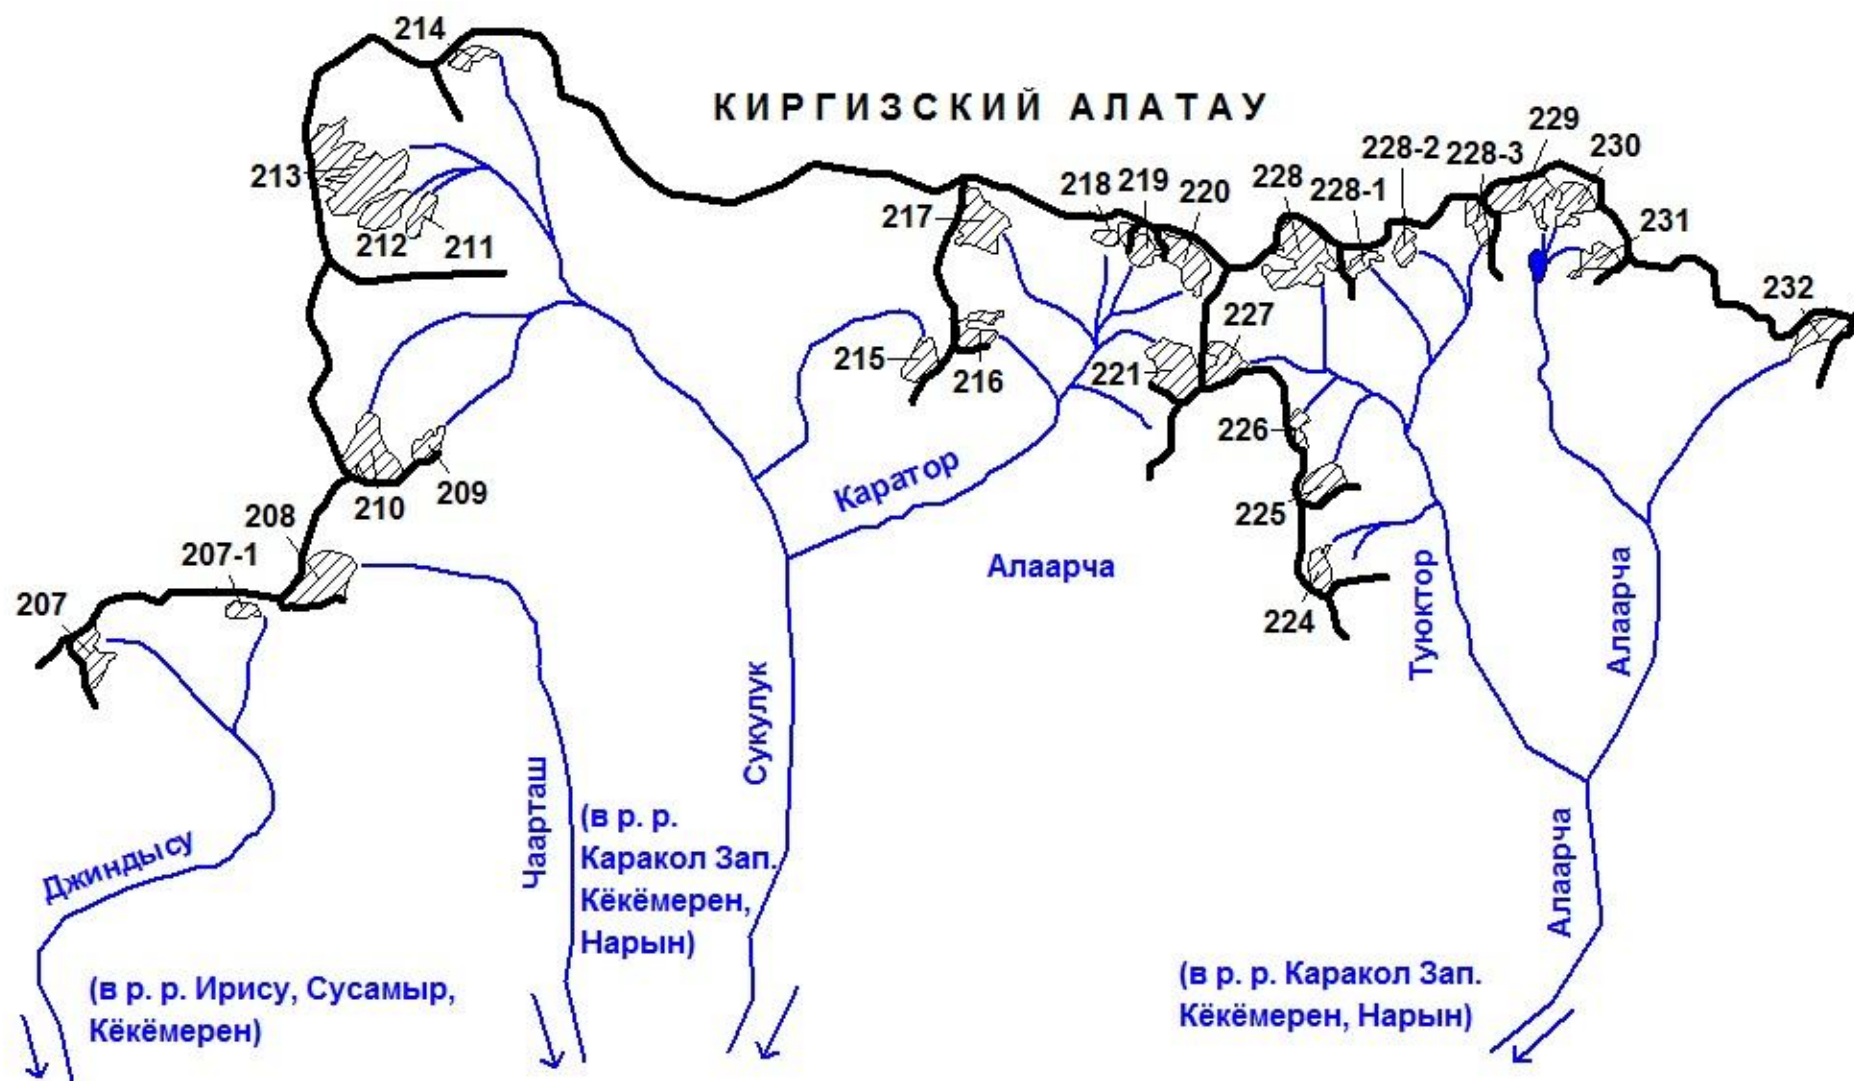 214
КИРГИЗСКИЙ АЛАТАУ
229
228-2
228-3
230
213
218
219
220
228
228-1
217
231
212
211
232
227
215
216
221
226
209
210
Каратор
225
208
207-1
Алаарча
207
224
Туюктор
Алаарча
Сукулук
Чаарташ
(в р. р.
Каракол Зап.
Кёкёмерен,
Нарын)
Джиндысу
Алаарча
(в р. р. Ирису, Сусамыр,
Кёкёмерен)
(в р. р. Каракол Зап.
Кёкёмерен, Нарын)